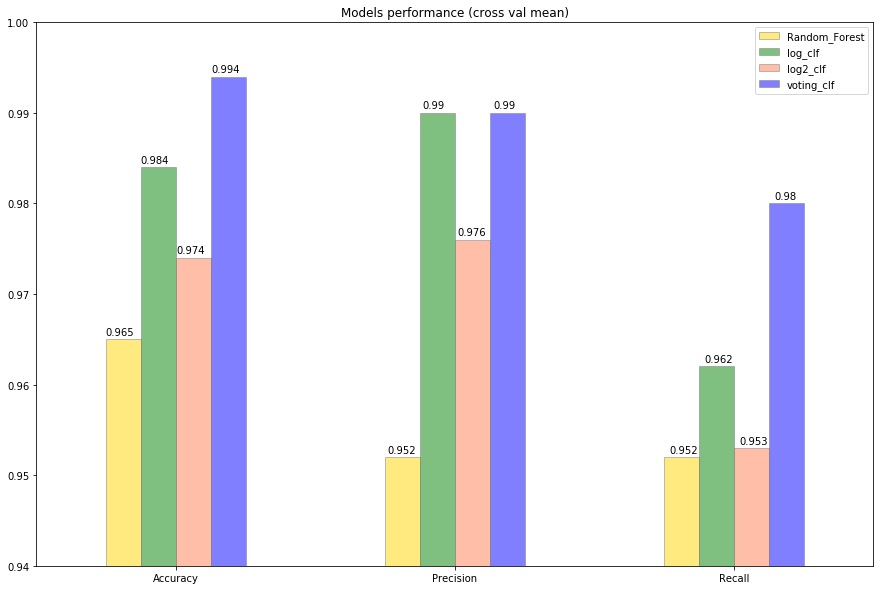 Models performance (cross val mean)
1.00
0.99
0.98
0.97
0.96
0.95
0.94
Random_Forest
log_clf
log2_clf
voting_clf
0.965
0.984
0.974
0.994
0.952
0.99
0.976
0.99
0.952
0.962
0.953
0.98
Accuracy
Precision
Recall